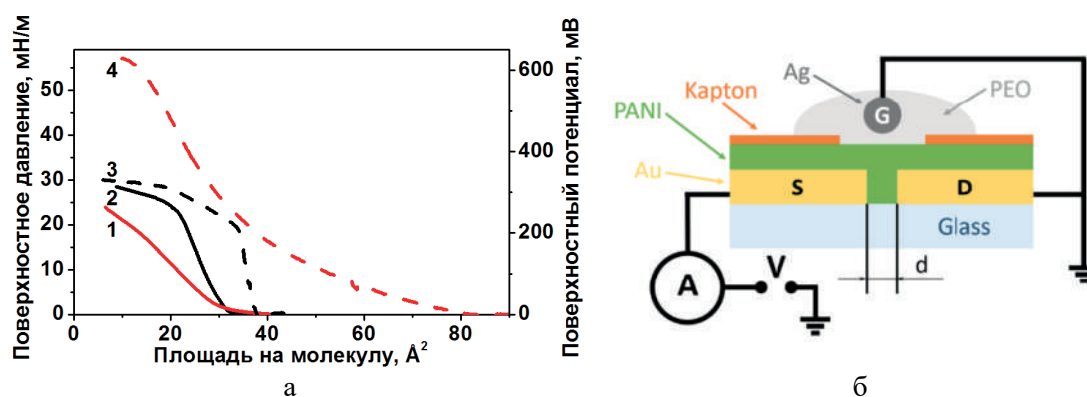 Поверхностное давление, мН/м
50
40
30
20
10
0
4
3
2
1
0
20
40
60
80
Площадь на молекулу, Å²
600
400
200
0
Поверхностный потенциал, мВ
а
Ag
Kapton
PEO
G
PANI
Au
S
D
Glass
d
A
V
б